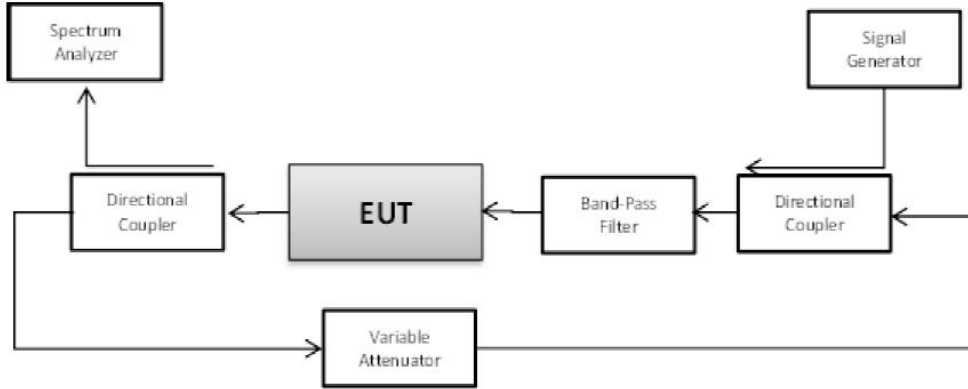 Spectrum
Analyzer
Signal
Generator
Directional
Coupler
EUT
Band-Pass
Filter
Directional
Coupler
Variable
Attenuator